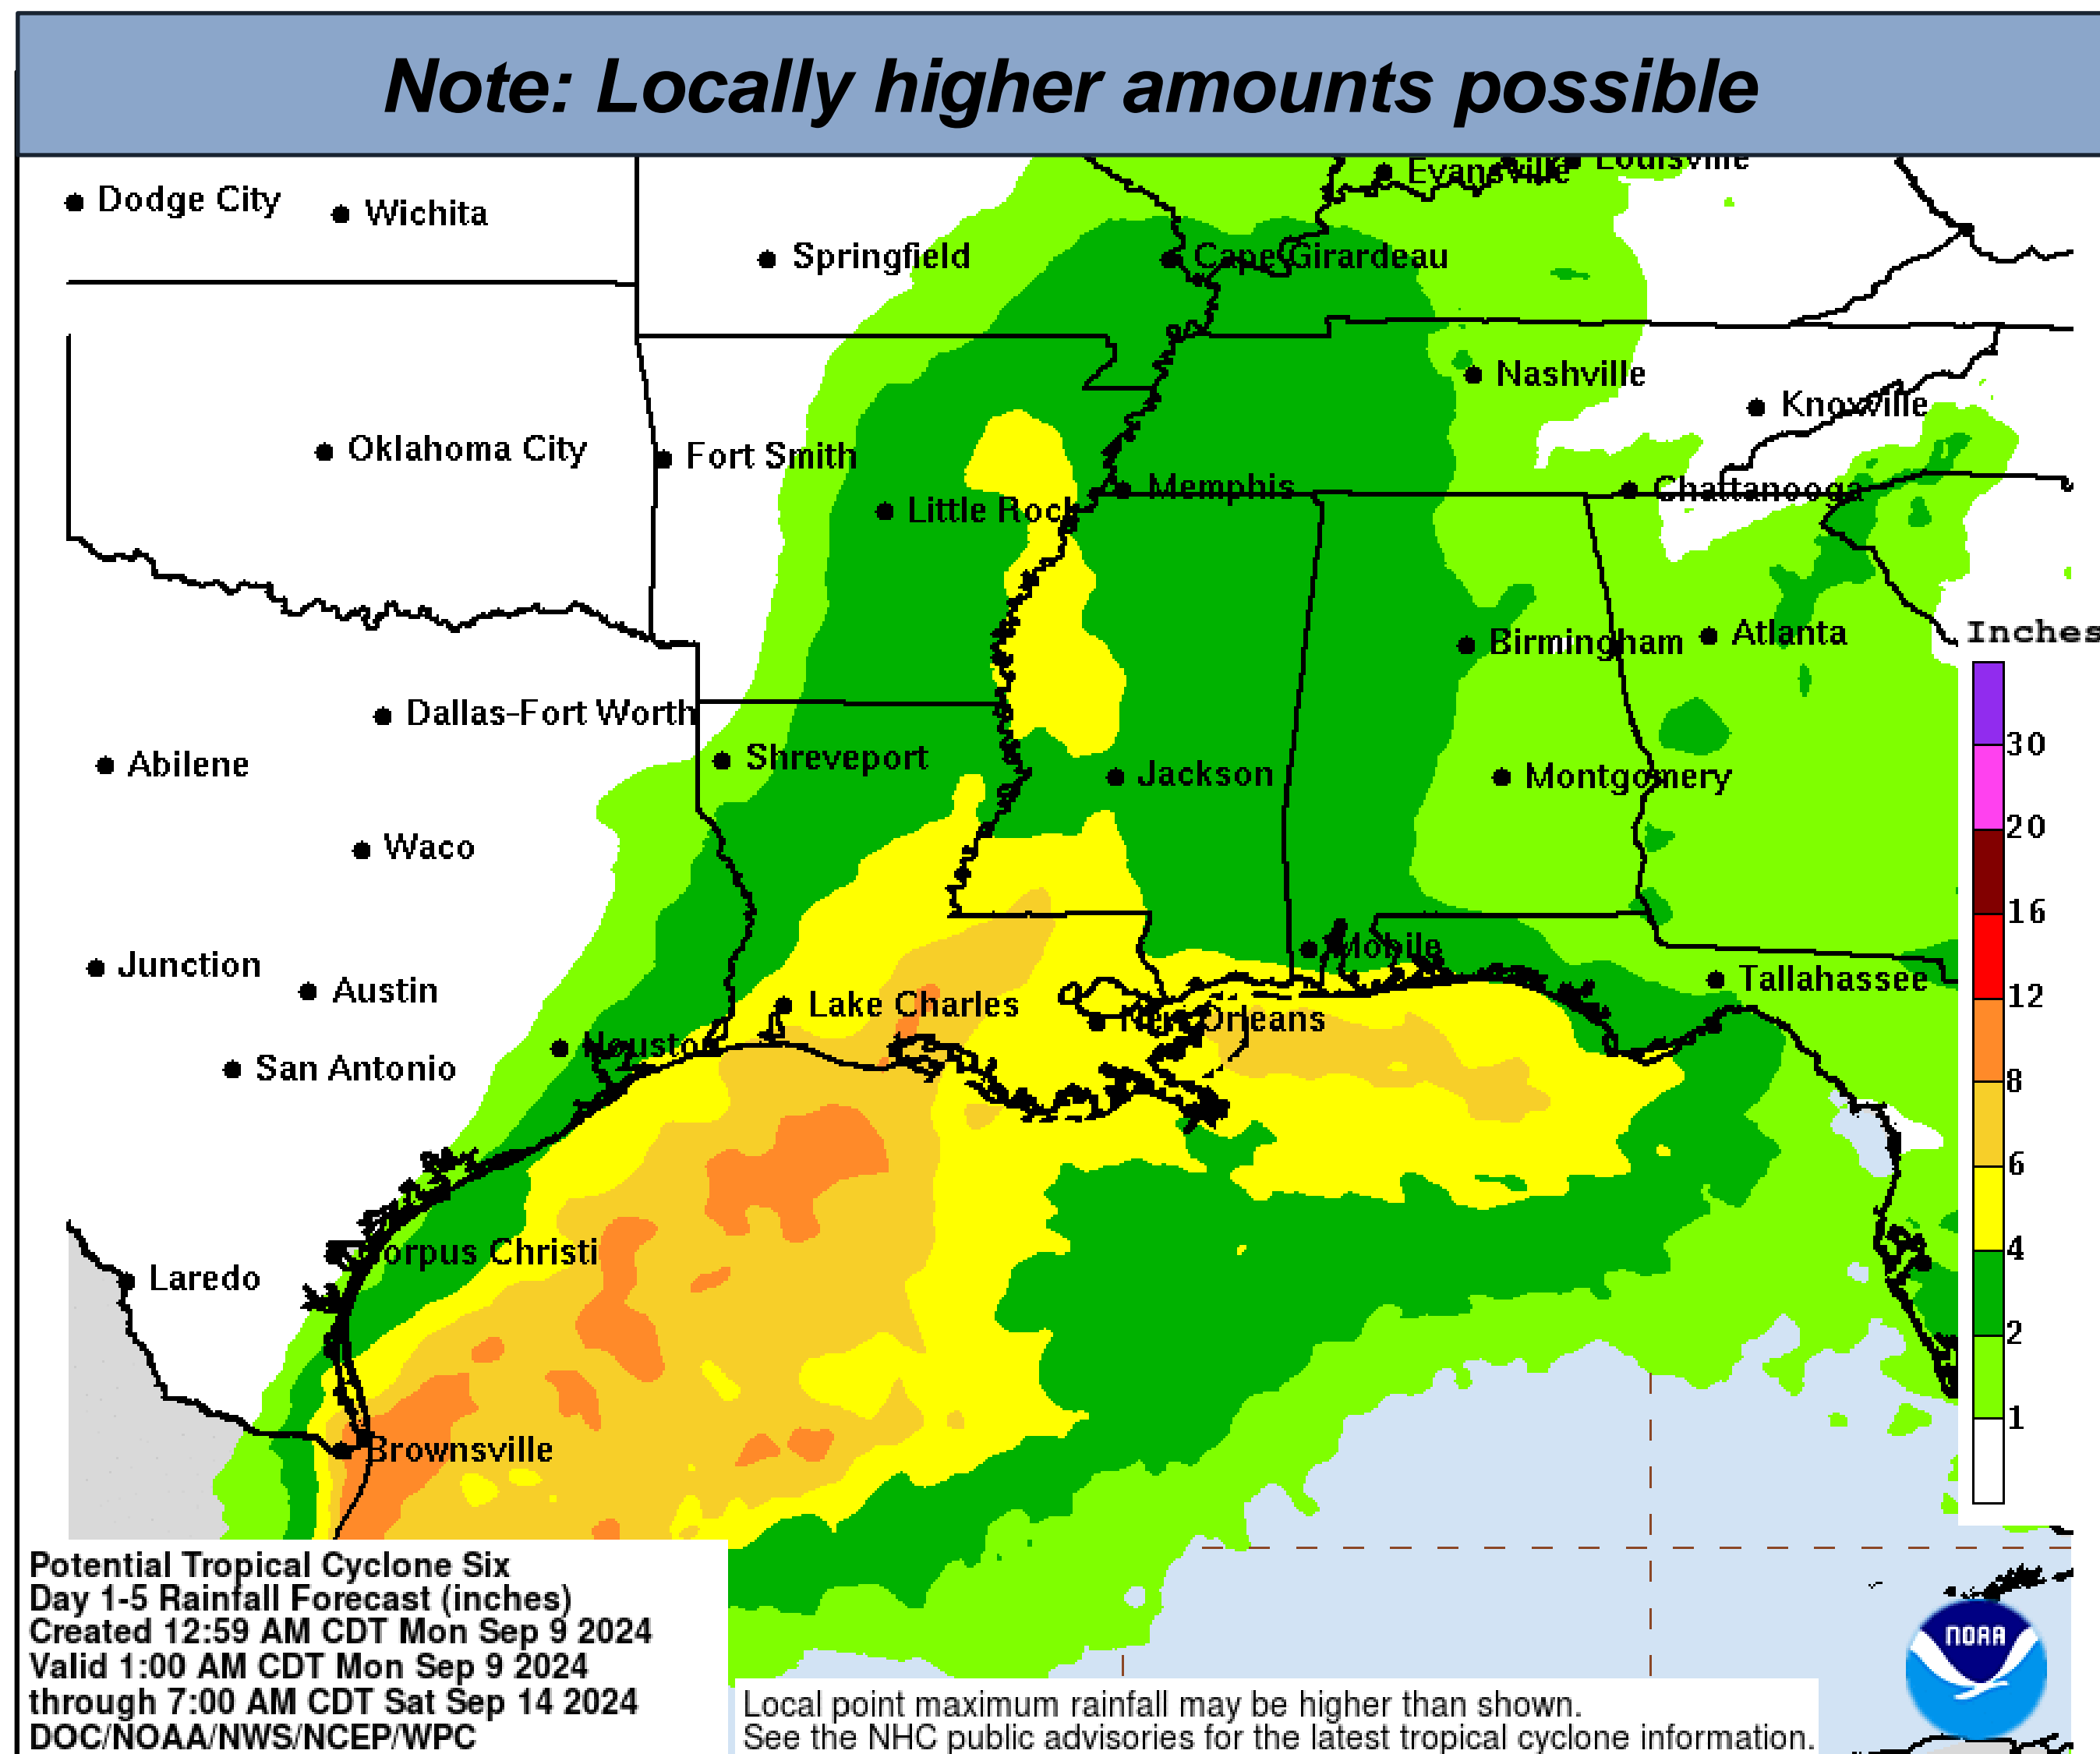 Note: Locally higher amounts possible
Evansville
Louisville
Dodge City
Wichita
Springfield
Cape Girardeau
Nashville
Knoxville
Oklahoma City
Fort Smith
Memphis
Chattanooga
Little Rock
Birmingham
Atlanta
Inches
Dallas-Fort Worth
Abilene
Shreveport
Jackson
Montgomery
30
20
Waco
16
Junction
Austin
Mobile
Tallahassee
Lake Charles
12
New Orleans
Houston
San Antonio
8
6
Corpus Christi
4
Laredo
2
1
Brownsville
Potential Tropical Cyclone Six
Day 1-5 Rainfall Forecast (inches)
Created 12:59 AM CDT Mon Sep 9 2024
Valid 1:00 AM CDT Mon Sep 9 2024
through 7:00 AM CDT Sat Sep 14 2024
DOC/NOAA/NWS/NCEP/WPC
NOAA
Local point maximum rainfall may be higher than shown.
See the NHC public advisories for the latest tropical cyclone information.